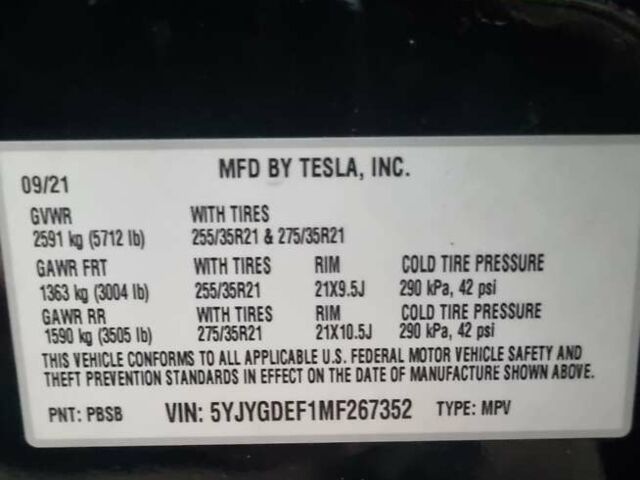 MFD BY TESLA, INC.
09/21
GVWR WITH TIRES
2591 kg (5712 lb) 255/35R21 & 275/35R21
GAWR FRT WITH TIRES RIM COLD TIRE PRESSURE
1363 kg (3004 lb) 255/35R21 21X9.5J 290 kPa, 42 psi
GAWR RR WITH TIRES RIM COLD TIRE PRESSURE
1590 kg (3505 lb) 275/35R21 21X10.5J 290 kPa, 42 psi
THIS VEHICLE CONFORMS TO ALL APPLICABLE U.S. FEDERAL MOTOR VEHICLE SAFETY AND
THEFT PREVENTION STANDARDS IN EFFECT ON THE DATE OF MANUFACTURE SHOWN ABOVE.
PNT: PBSB VIN: 5YJYGDEF1MF267352 TYPE: MPV